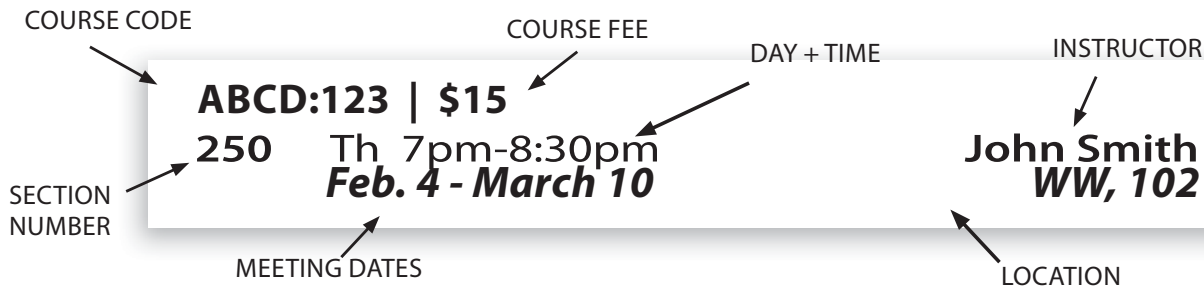 COURSE CODE
COURSE FEE
DAY + TIME
INSTRUCTOR
ABCD:123 | $15
250 Th 7pm-8:30pm John Smith
Feb. 4 - March 10 WW, 102
SECTION
NUMBER
MEETING DATES
LOCATION